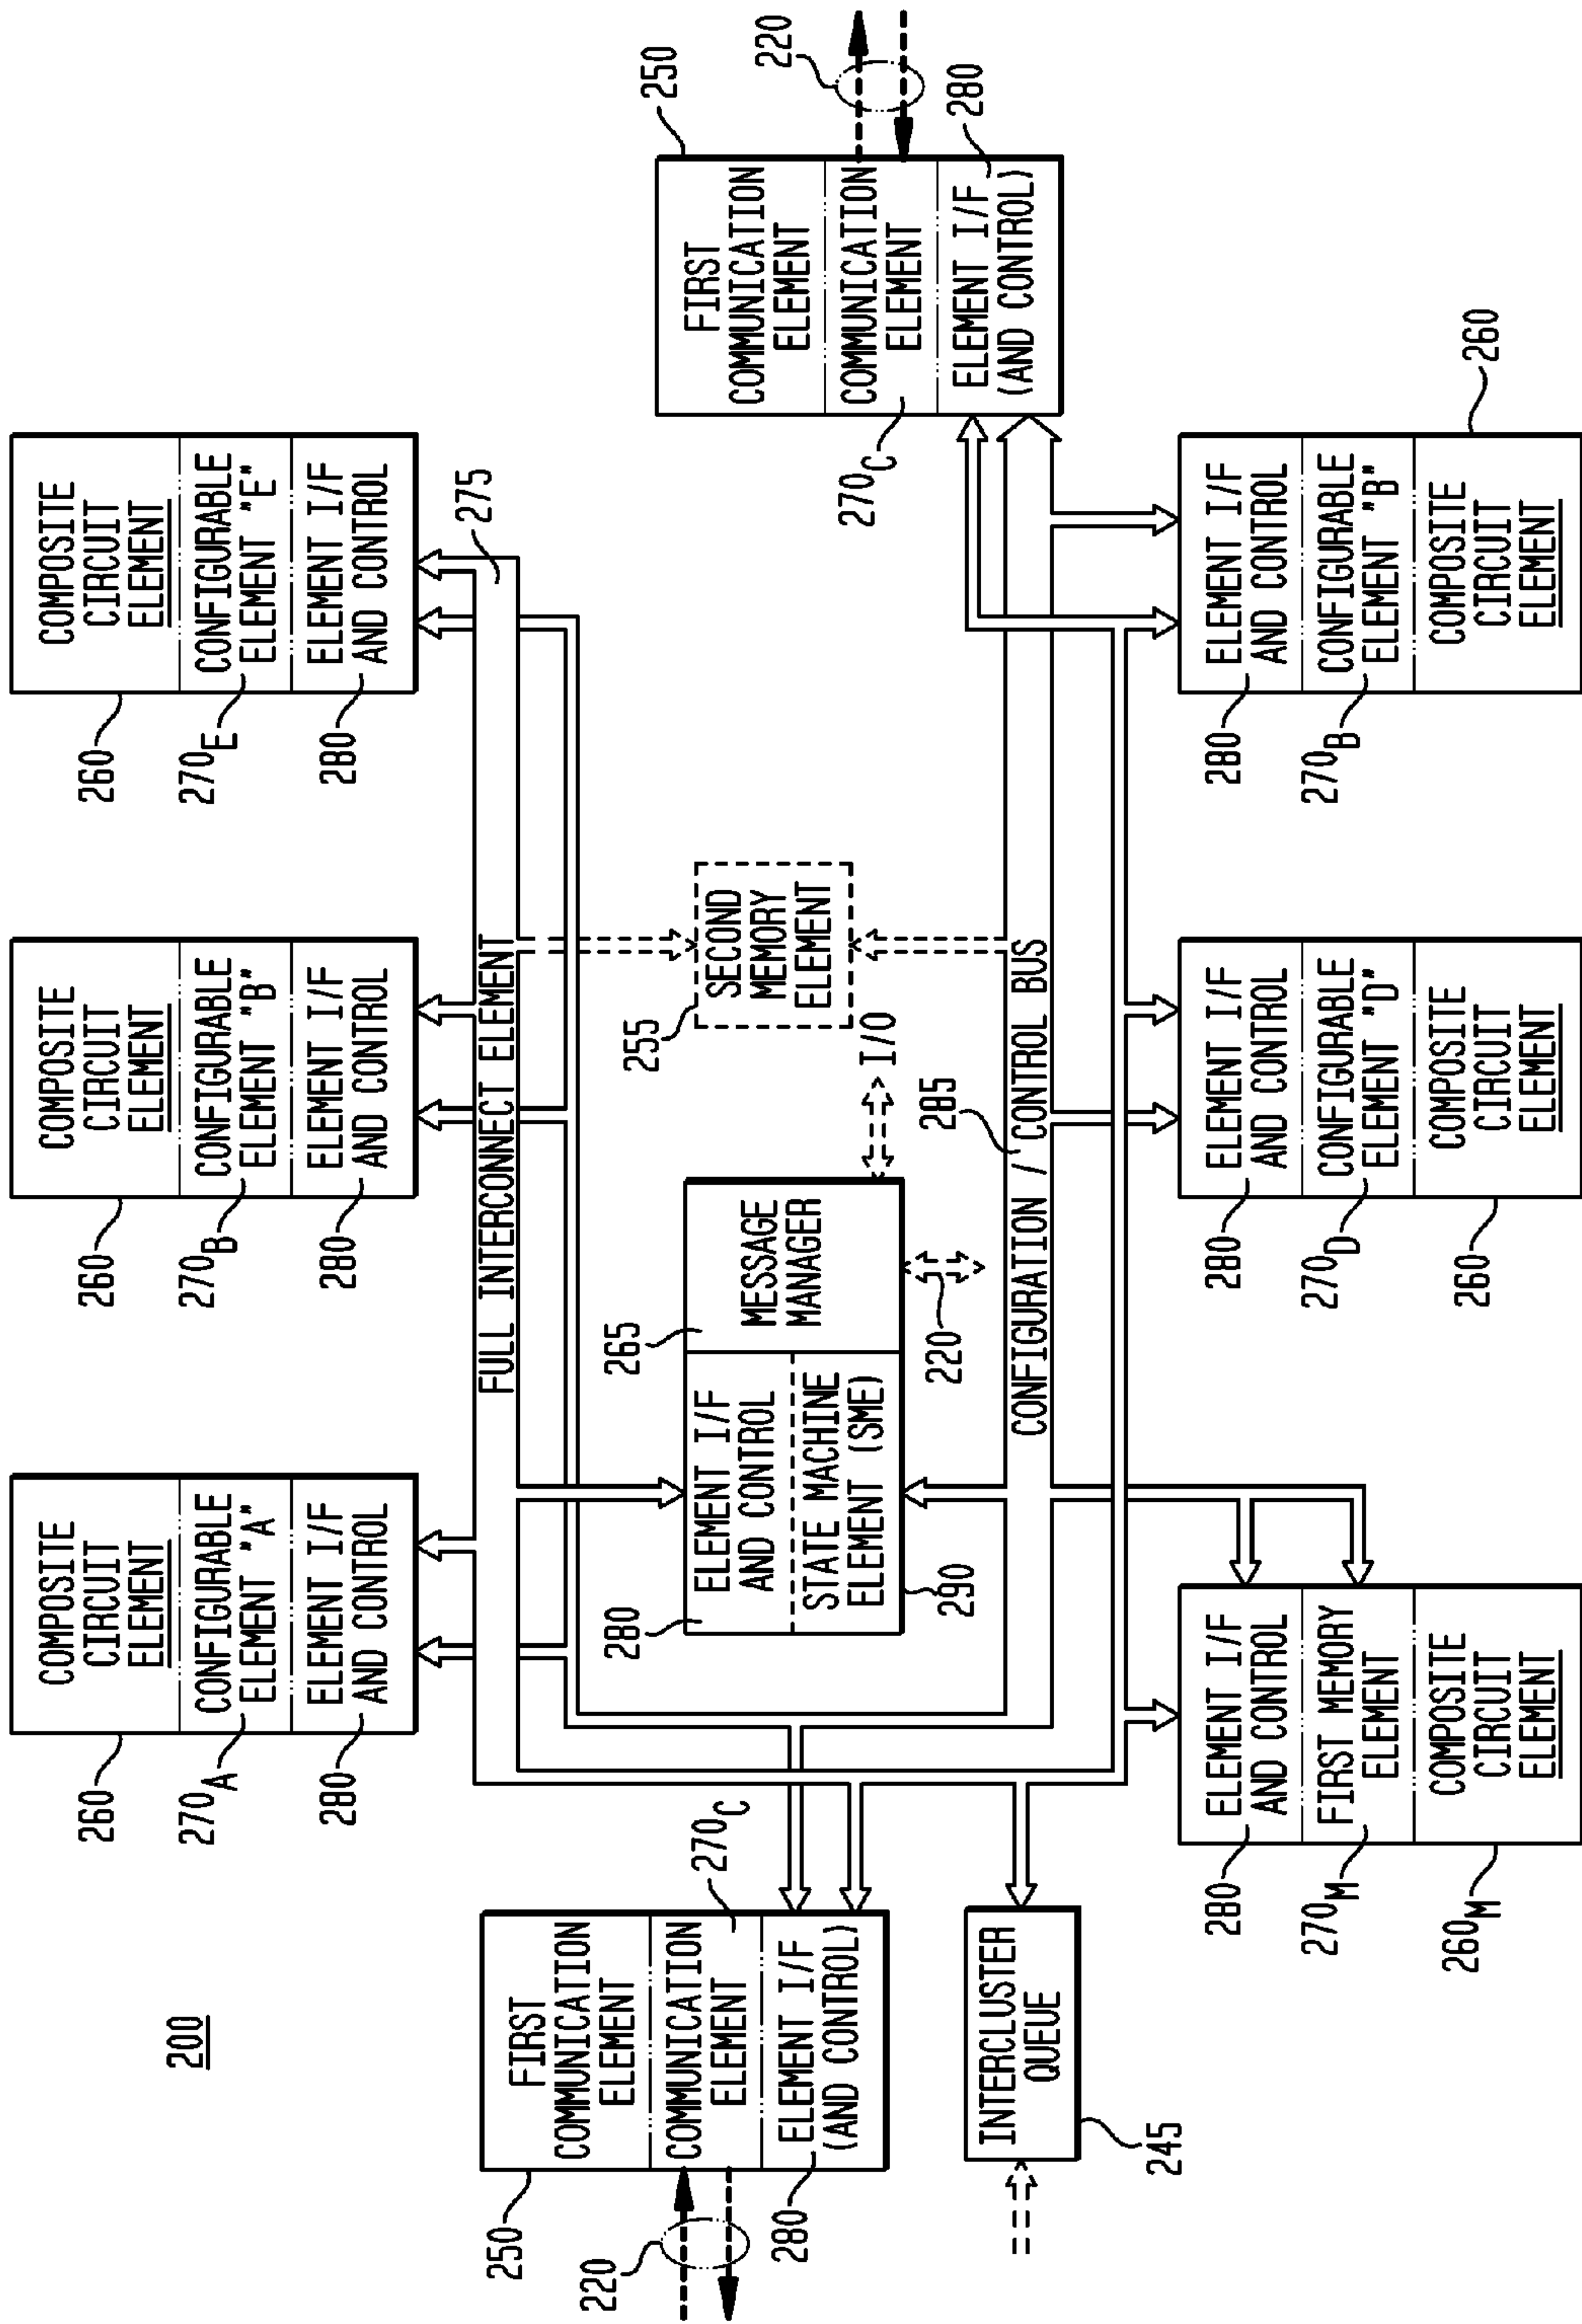 200
COMPOSITE
CIRCUIT
ELEMENT
CONFIGURABLE
ELEMENT "A"
ELEMENT I/F
AND CONTROL
260
270A
280
COMPOSITE
CIRCUIT
ELEMENT
CONFIGURABLE
ELEMENT "B"
ELEMENT I/F
AND CONTROL
260
270B
280
COMPOSITE
CIRCUIT
ELEMENT
CONFIGURABLE
ELEMENT "E"
ELEMENT I/F
AND CONTROL
260
270E
280
FULL INTERCONNECT ELEMENT
275
FIRST
COMMUNICATION
ELEMENT
COMMUNICATION
ELEMENT
ELEMENT I/F
(AND CONTROL)
250
220
280
270C
INTERCLUSTER
QUEUE
245
ELEMENT I/F
AND CONTROL
STATE MACHINE
ELEMENT (SME)
MESSAGE
MANAGER
280
265
290
220
I/O
SECOND
MEMORY
ELEMENT
255
FIRST
COMMUNICATION
ELEMENT
COMMUNICATION
ELEMENT
ELEMENT I/F
(AND CONTROL)
250
220
280
270C
CONFIGURATION / CONTROL BUS
285
ELEMENT I/F
AND CONTROL
FIRST MEMORY
ELEMENT
COMPOSITE
CIRCUIT
ELEMENT
280
270M
260M
ELEMENT I/F
AND CONTROL
CONFIGURABLE
ELEMENT "D"
COMPOSITE
CIRCUIT
ELEMENT
280
270D
260
ELEMENT I/F
AND CONTROL
CONFIGURABLE
ELEMENT "B"
COMPOSITE
CIRCUIT
ELEMENT
280
270B
260